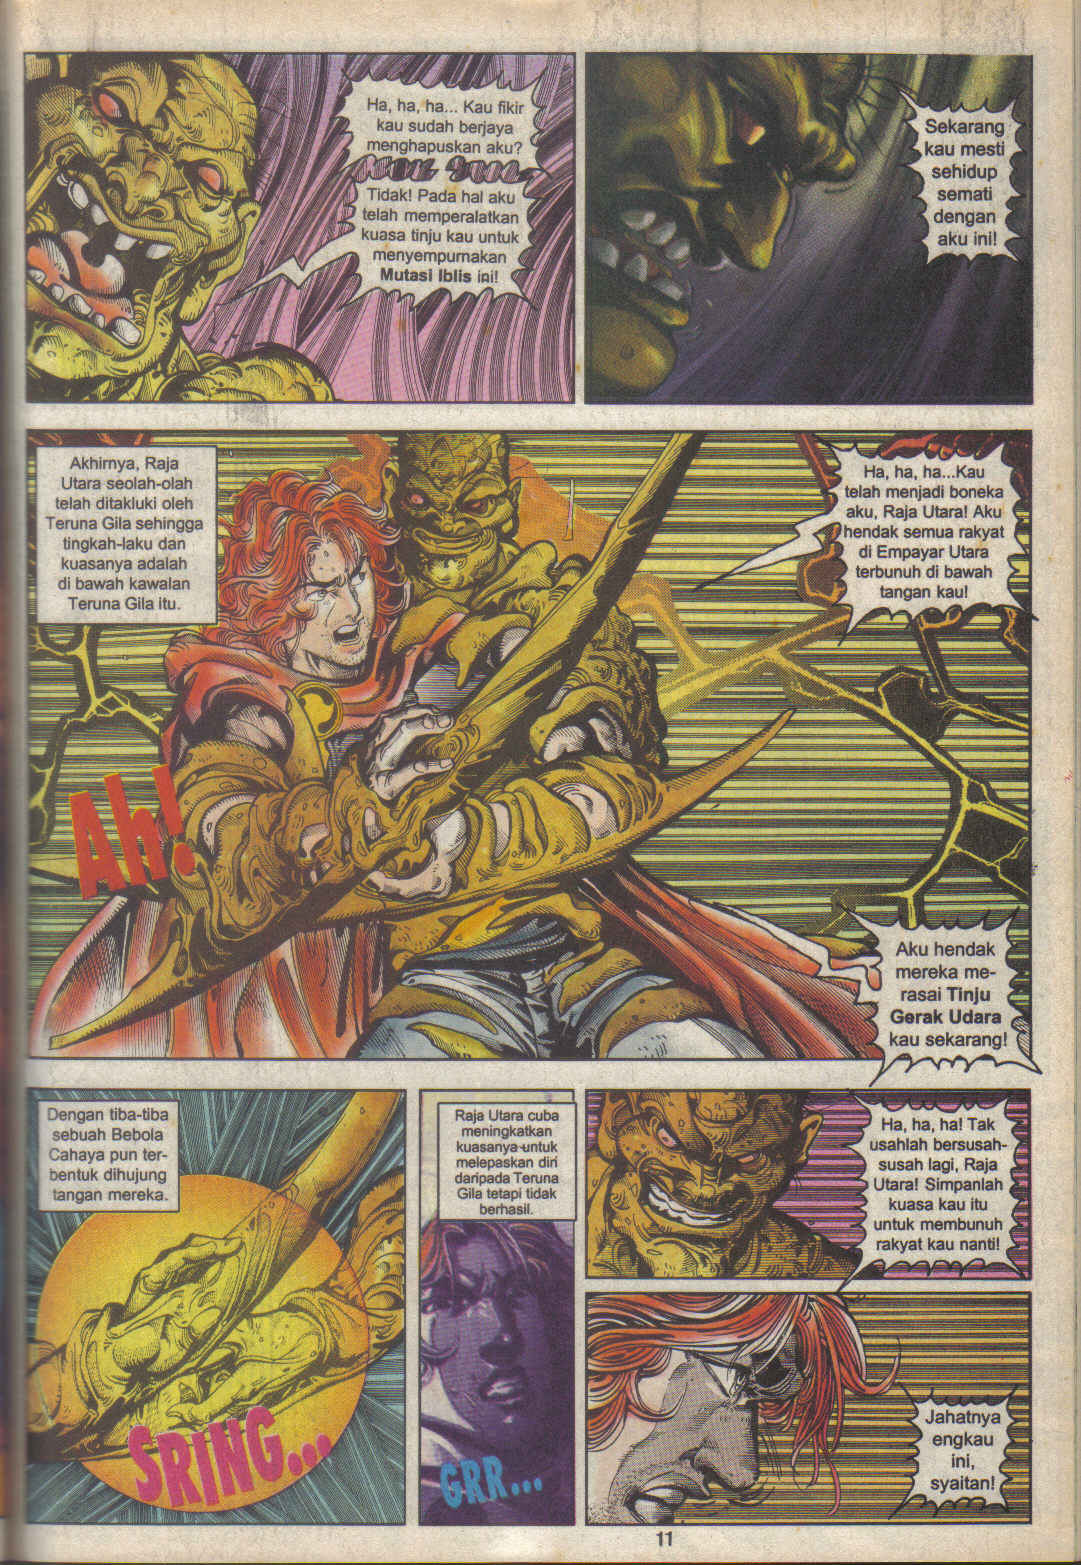 Ha, ha, ha... Kau fikir
kau sudah berjaya
menghapuskan aku?
Tidak! Pada hal aku
telah memperalatkan
kuasa tinju kau untuk
menyempurnakan
Mutasi Iblis ini!
Sekarang
kau mesti
sehidup
semati
dengan
aku ini!
Akhirnya, Raja
Utara seolah-olah
telah ditakluki oleh
Teruna Gila sehingga
tingkah-laku dan
kuasanya adalah
di bawah kawalan
Teruna Gila itu.
Ha, ha, ha...Kau
telah menjadi boneka
aku, Raja Utara! Aku
hendak semua rakyat
di Empayar Utara
terbunuh di bawah
tangan kau!
Ah!
Aku hendak
mereka me-
rasai Tinju
Gerak Udara
kau sekarang!
Dengan tiba-tiba
sebuah Bebola
Cahaya pun ter-
bentuk dihujung
tangan mereka.
SRING...
Raja Utara cuba
meningkatkan
kuasanya untuk
melepaskan diri
daripada Teruna
Gila tetapi tidak
berhasil.
GRR...
Ha, ha, ha! Tak
usahlah bersusah-
susah lagi, Raja
Utara! Simpanlah
kuasa kau itu
untuk membunuh
rakyat kau nanti!
Jahatnya
engkau
ini,
syaitan!
11